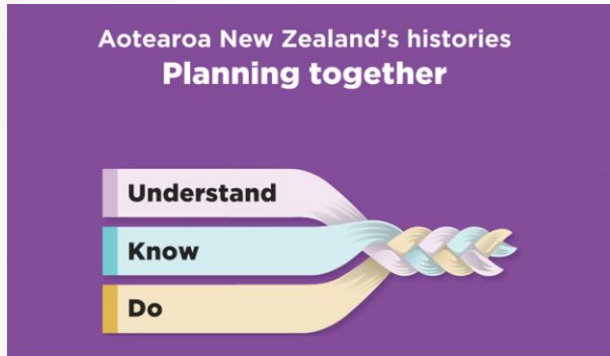 Aotearoa New Zealand’s histories
Planning together
Understand
Know
Do